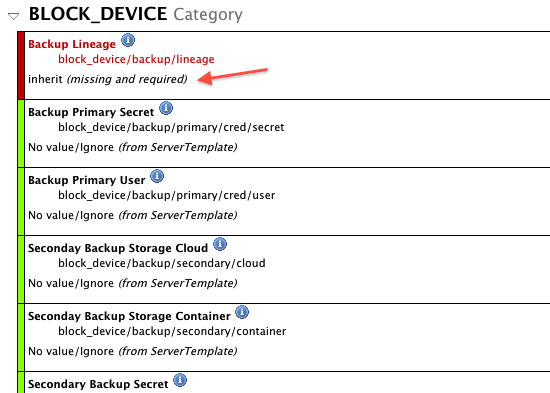 BLOCK_DEVICE Category
Backup Lineage
block_device/backup/lineage
inherit (missing and required)
Backup Primary Secret
block_device/backup/primary/cred/secret
No value/Ignore (from ServerTemplate)
Backup Primary User
block_device/backup/primary/cred/user
No value/Ignore (from ServerTemplate)
Seconday Backup Storage Cloud
block_device/backup/secondary/cloud
No value/Ignore (from ServerTemplate)
Seconday Backup Storage Container
block_device/backup/secondary/container
No value/Ignore (from ServerTemplate)
Secondary Backup Secret